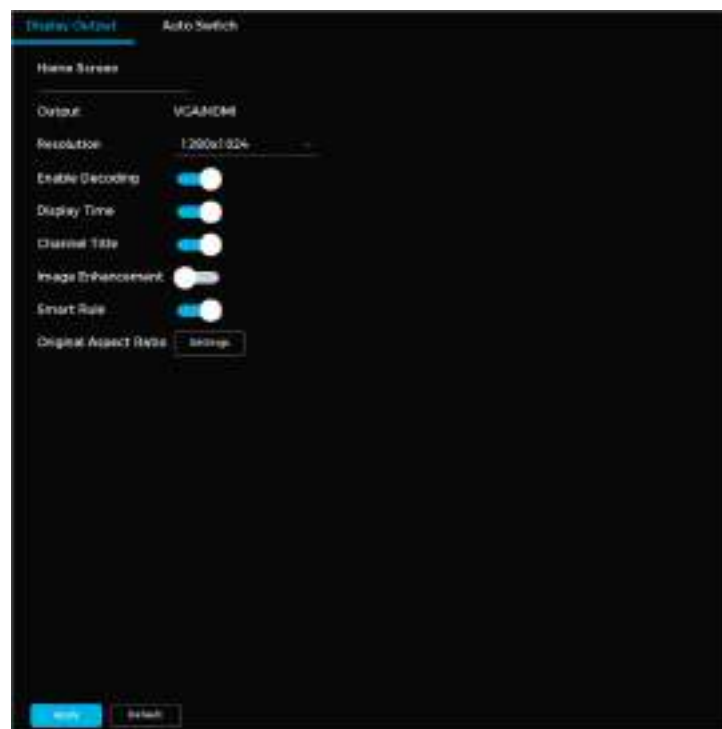 Display Output Auto Switch
Home Screen
Output VGA/HDMI
Resolution 1280x1024
Enable Decoding
Display Time
Channel Title
Image Enhancement
Smart Rule
Original Aspect Ratio Settings
Apply Default